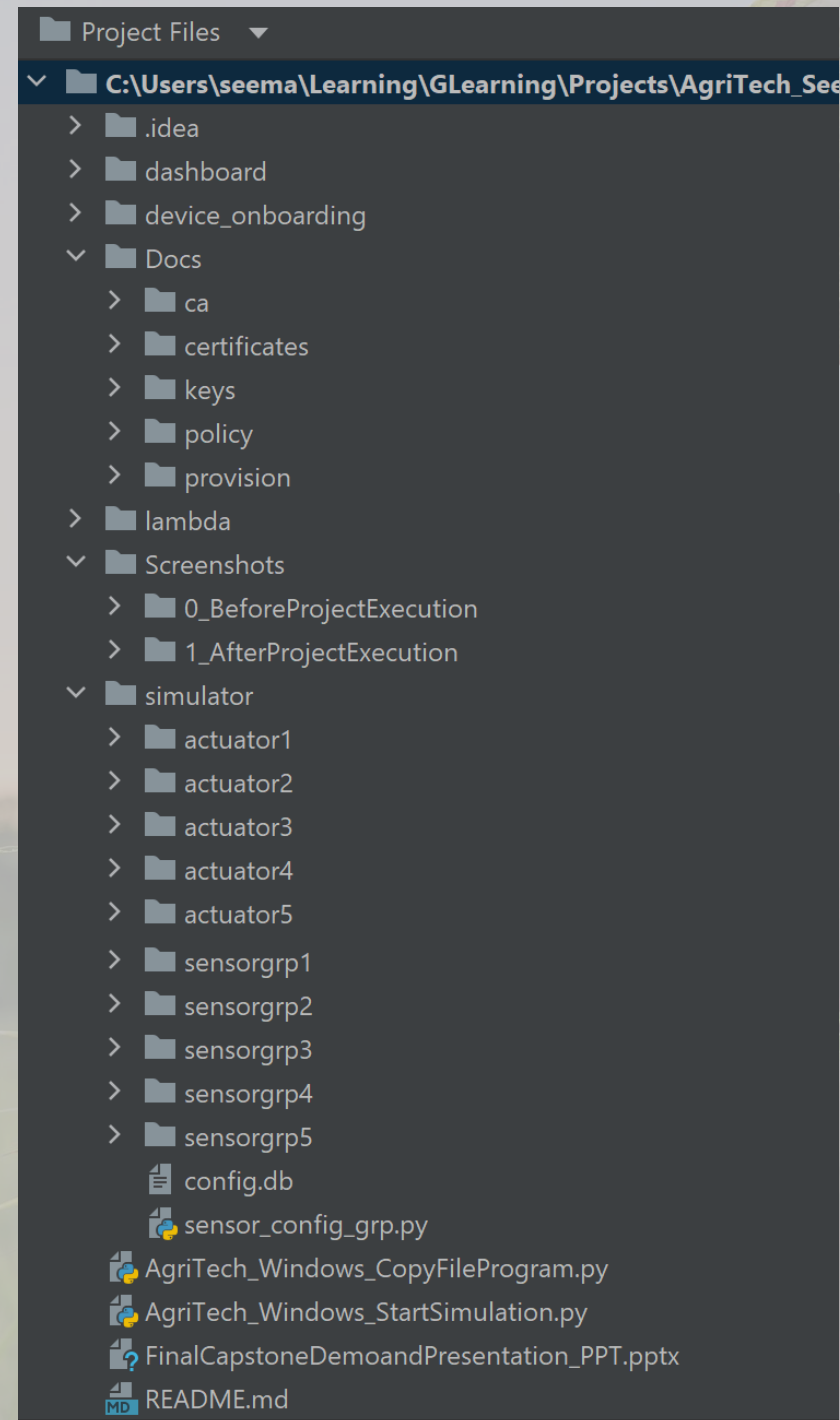 Project Files
C:\Users\seema\Learning\GLearning\Projects\AgriTech_See
.idea
dashboard
device_onboarding
Docs
ca
certificates
keys
policy
provision
lambda
Screenshots
0_BeforeProjectExecution
1_AfterProjectExecution
simulator
actuator1
actuator2
actuator3
actuator4
actuator5
sensorgrp1
sensorgrp2
sensorgrp3
sensorgrp4
sensorgrp5
config.db
sensor_config_grp.py
AgriTech_Windows_CopyFileProgram.py
AgriTech_Windows_StartSimulation.py
FinalCapstoneDemoandPresentation_PPT.pptx
MD README.md